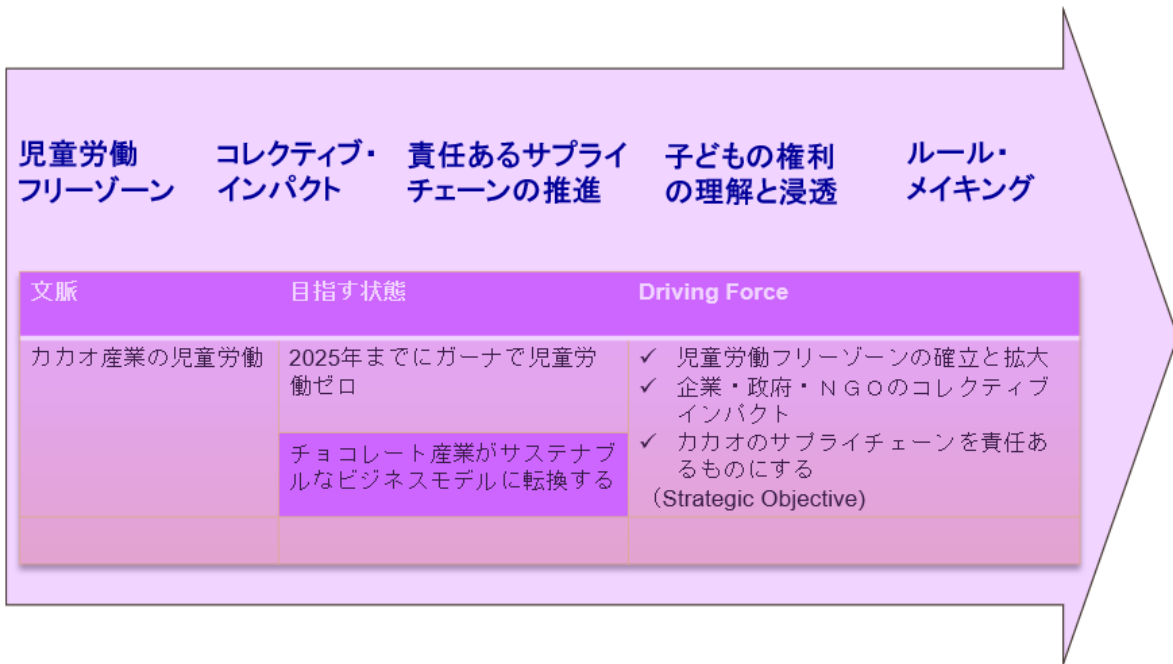 児童労働
フリーゾーン
コレクティブ・
インパクト
責任あるサプライ
チェーンの推進
子どもの権利
の理解と浸透
ルール・
メイキング
文脈
目指す状態
Driving Force
カカオ産業の児童労働
2025年までにガーナで児童労
働ゼロ
チョコレート産業がサステナブ
ルなビジネスモデルに転換する
✓ 児童労働フリーゾーンの確立と拡大
✓ 企業・政府・ＮＧＯのコレクティブ
インパクト
✓ カカオのサプライチェーンを責任あ
るものにする
（Strategic Objective)